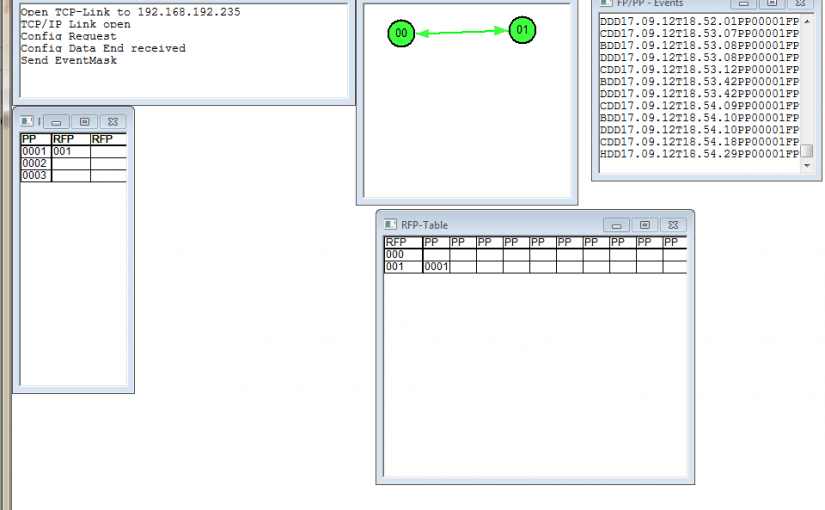 Open TCP-Link to 192.168.192.235
TCP/IP Link open
Config Request
Config Data End received
Send EventMask
00
01
FP/PP - Events
DDD17.09.12T18.52.01PP00001FP
CDD17.09.12T18.53.07PP00001FP
BDD17.09.12T18.53.08PP00001FP
DDD17.09.12T18.53.08PP00001FP
CDD17.09.12T18.53.12PP00001FP
BDD17.09.12T18.53.42PP00001FP
DDD17.09.12T18.53.42PP00001FP
CDD17.09.12T18.54.09PP00001FP
BDD17.09.12T18.54.10PP00001FP
DDD17.09.12T18.54.10PP00001FP
CDD17.09.12T18.54.18PP00001FP
HDD17.09.12T18.54.29PP00001FP
PP RFP RFP
0001 001
0002
0003
RFP-Table
RFP PP PP PP PP PP PP PP PP PP PP
000
001 0001